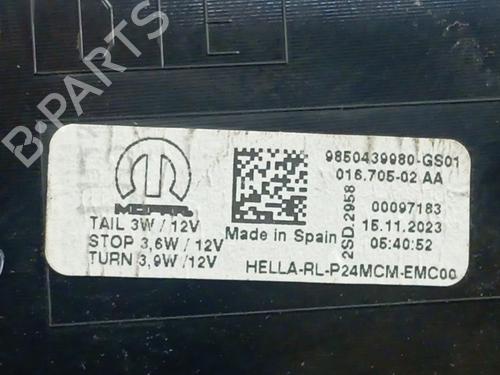 B-PARTS
MOPAR
TAIL 3W / 12V
STOP 3,6W / 12V
TURN 3,9W / 12V
Made in Spain
2SD.2958
9850439980-GS01
016.705-02 AA
00097183
15.11.2023
05:40:52
HELLA-RL-P24MCM-EMC00